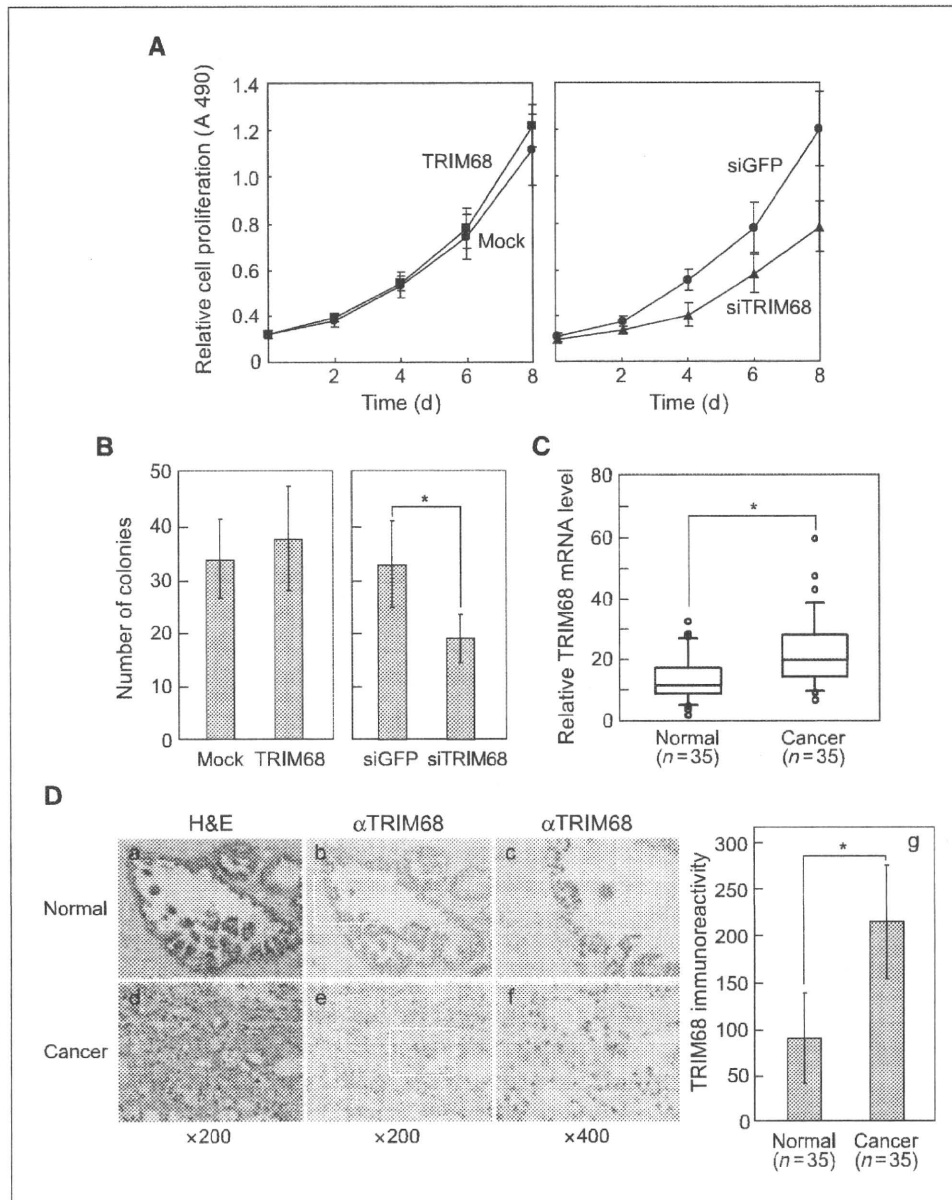 A
Relative cell proliferation (A 490)
1.4
1.2
1.0
0.8
0.6
0.4
0
TRIM68
Mock
2 4 6 8
Time (d)
siGFP
siTRIM68
2 4 6 8
Time (d)
B
Number of colonies
50
40
30
20
10
0
Mock TRIM68
*
siGFP siTRIM68
C
Relative TRIM68 mRNA level
80
60
40
20
0
*
Normal
(n=35)
Cancer
(n=35)
D
H&E αTRIM68 αTRIM68
Normal
a b c
Cancer
d e f
×200 ×200 ×400
g
TRIM68 immunoreactivity
300
250
200
150
100
50
0
*
Normal
(n=35)
Cancer
(n=35)